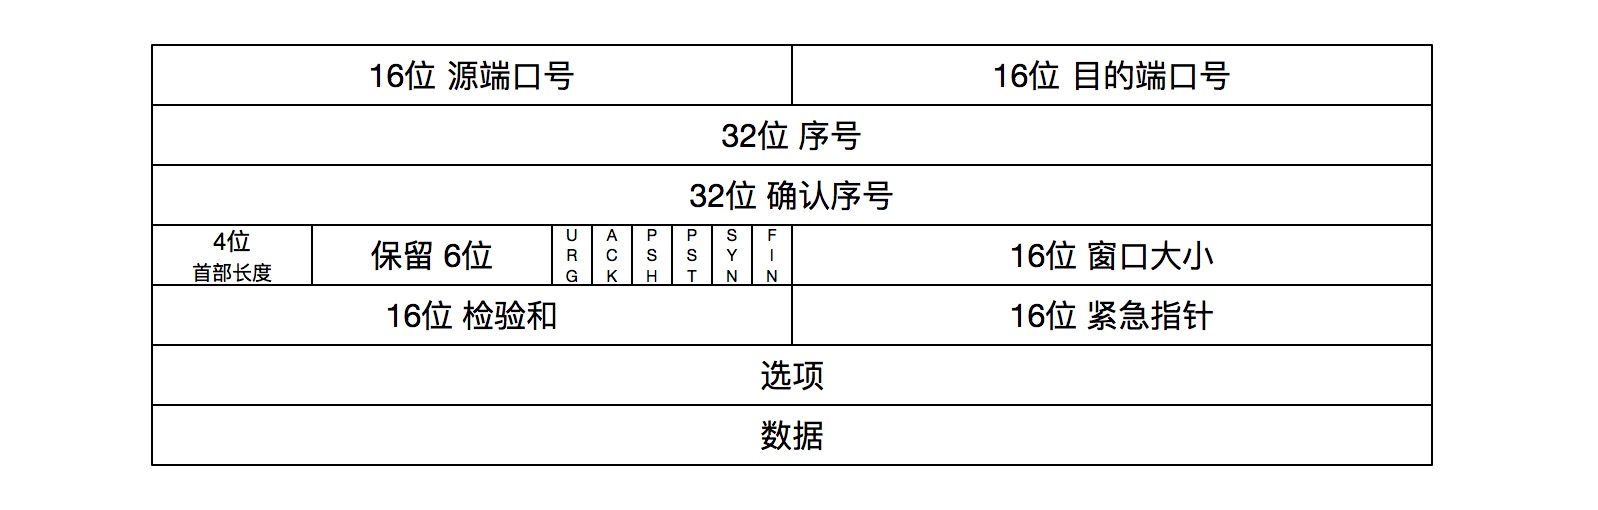 16位 源端口号
16位 目的端口号
32位 序号
32位 确认序号
4位
首部长度
保留 6位
URG
ACK
PSH
PST
SYN
FIN
16位 窗口大小
16位 检验和
16位 紧急指针
选项
数据